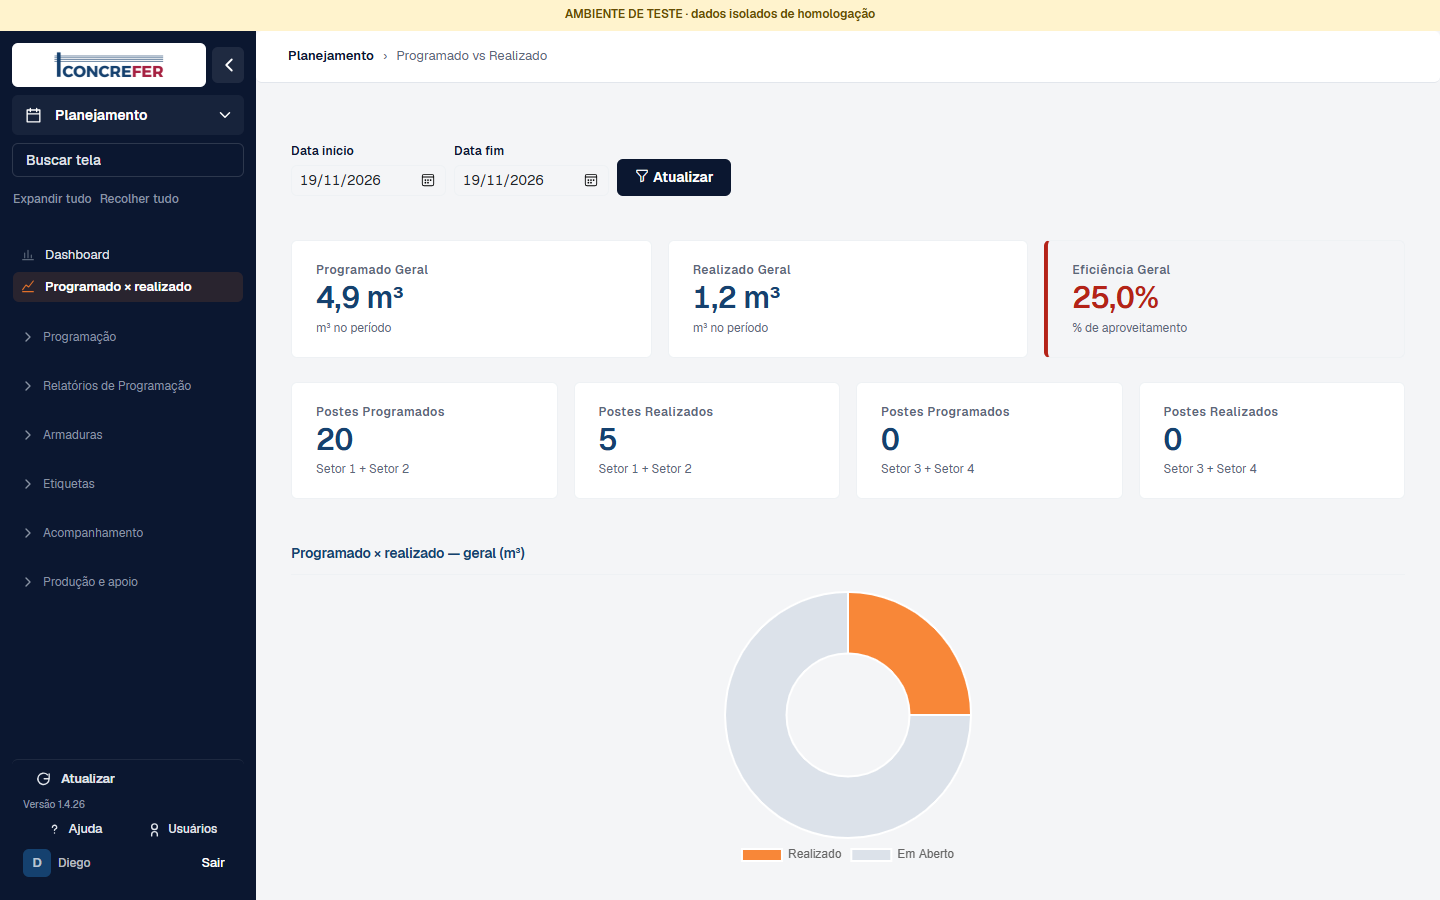 AMBIENTE DE TESTE · dados isolados de homologação
CONCREFER
Planejamento
Buscar tela
Expandir tudo Recolher tudo
Dashboard
Programado × realizado
Programação
Relatórios de Programação
Armaduras
Etiquetas
Acompanhamento
Produção e apoio
Atualizar
Versão 1.4.26
? Ajuda Usuários
D Diego Sair
Planejamento › Programado vs Realizado
Data início Data fim
19/11/2026 19/11/2026 Atualizar
Programado Geral
4,9 m³
m³ no período
Realizado Geral
1,2 m³
m³ no período
Eficiência Geral
25,0%
% de aproveitamento
Postes Programados
20
Setor 1 + Setor 2
Postes Realizados
5
Setor 1 + Setor 2
Postes Programados
0
Setor 3 + Setor 4
Postes Realizados
0
Setor 3 + Setor 4
Programado × realizado — geral (m³)
Realizado Em Aberto